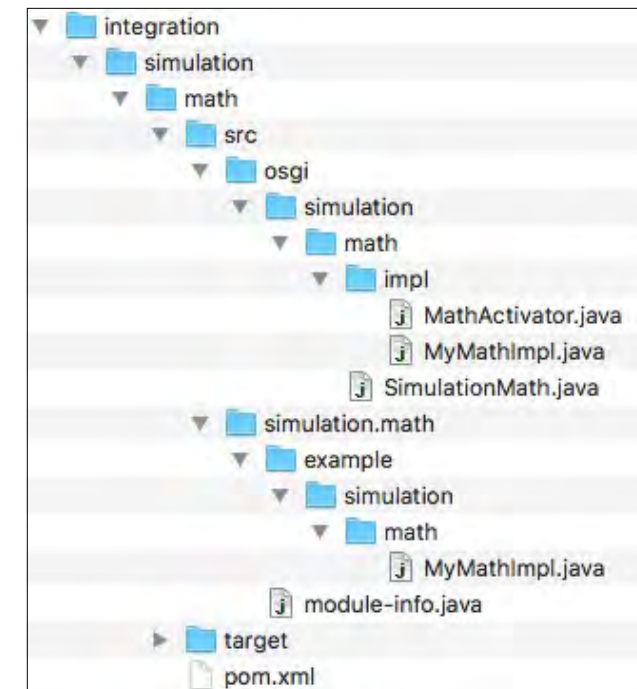 integration
simulation
math
src
osgi
simulation
math
impl
MathActivator.java
MyMathImpl.java
SimulationMath.java
simulation.math
example
simulation
math
MyMathImpl.java
module-info.java
target
pom.xml